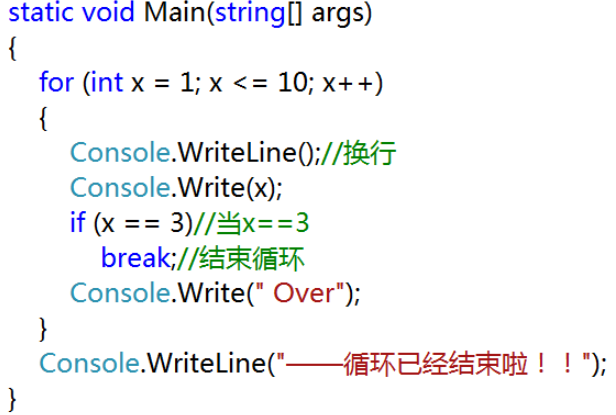 static void Main(string[] args)
{
for (int x = 1; x <= 10; x++)
{
Console.WriteLine();//换行
Console.Write(x);
if (x == 3)//当x==3
break;//结束循环
Console.Write(" Over");
}
Console.WriteLine("——循环已经结束啦！！");
}